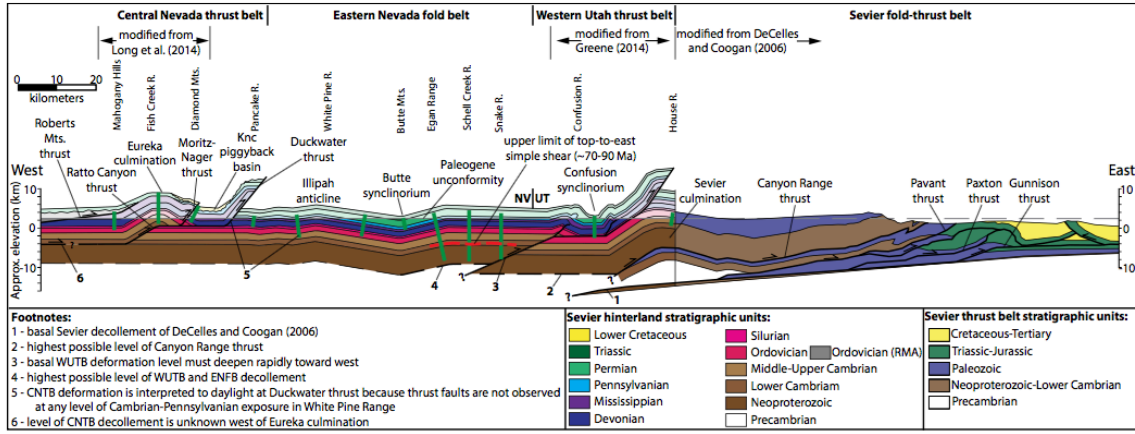 Central Nevada thrust belt
Eastern Nevada fold belt
Western Utah thrust belt
Sevier fold-thrust belt
modified from
Long et al. (2014)
modified from
Greene (2014)
modified from DeCelles
and Coogan (2006)
0 10 20
kilometers
Mahogany Hills
Fish Creek R.
Diamond Mts.
Pancake R.
White Pine R.
Butte Mts.
Egan Range
Schell Creek R.
Snake R.
Confusion R.
House R.
Roberts
Mts.
thrust
Eureka
culmination
Moritz-
Nager
thrust
Knc
piggyback
basin
Duckwater
thrust
upper limit of top-to-east
simple shear (~70-90 Ma)
West
Ratto Canyon
thrust
Illipah
anticline
Butte
synclinorium
Paleogene
unconformity
NV UT
Confusion
synclinorium
Sevier
culmination
Canyon Range
thrust
Pavant
thrust
Paxton
thrust
Gunnison
thrust
East
Approx. elevation (km)
10
0
-10
10
0
-10
?
?
?
?
6
5
4
3
2
1
Footnotes:
1 - basal Sevier decollement of DeCelles and Coogan (2006)
2 - highest possible level of Canyon Range thrust
3 - basal WUTB deformation level must deepen rapidly toward west
4 - highest possible level of WUTB and ENFB decollement
5 - CNTB deformation is interpreted to daylight at Duckwater thrust because thrust faults are not observed
at any level of Cambrian-Pennsylvanian exposure in White Pine Range
6 - level of CNTB decollement is unknown west of Eureka culmination
Sevier hinterland stratigraphic units:
Lower Cretaceous
Triassic
Permian
Pennsylvanian
Mississippian
Devonian
Silurian
Ordovician
Ordovician (RMA)
Middle-Upper Cambrian
Lower Cambriam
Neoproterozoic
Precambrian
Sevier thrust belt stratigraphic units:
Cretaceous-Tertiary
Triassic-Jurassic
Paleozoic
Neoproterozoic-Lower Cambrian
Precambrian